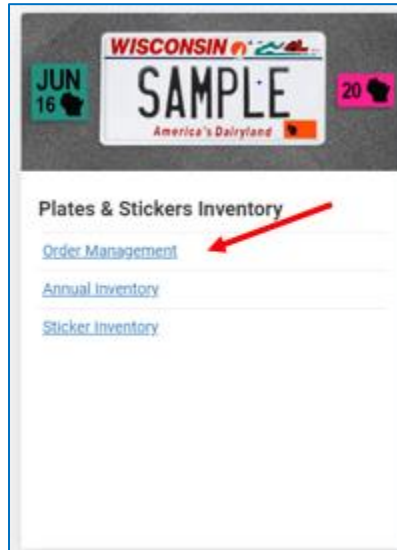 WISCONSIN
JUN
16
SAMPLE
20
America's Dairyland
Plates & Stickers Inventory
Order Management
Annual Inventory
Sticker Inventory